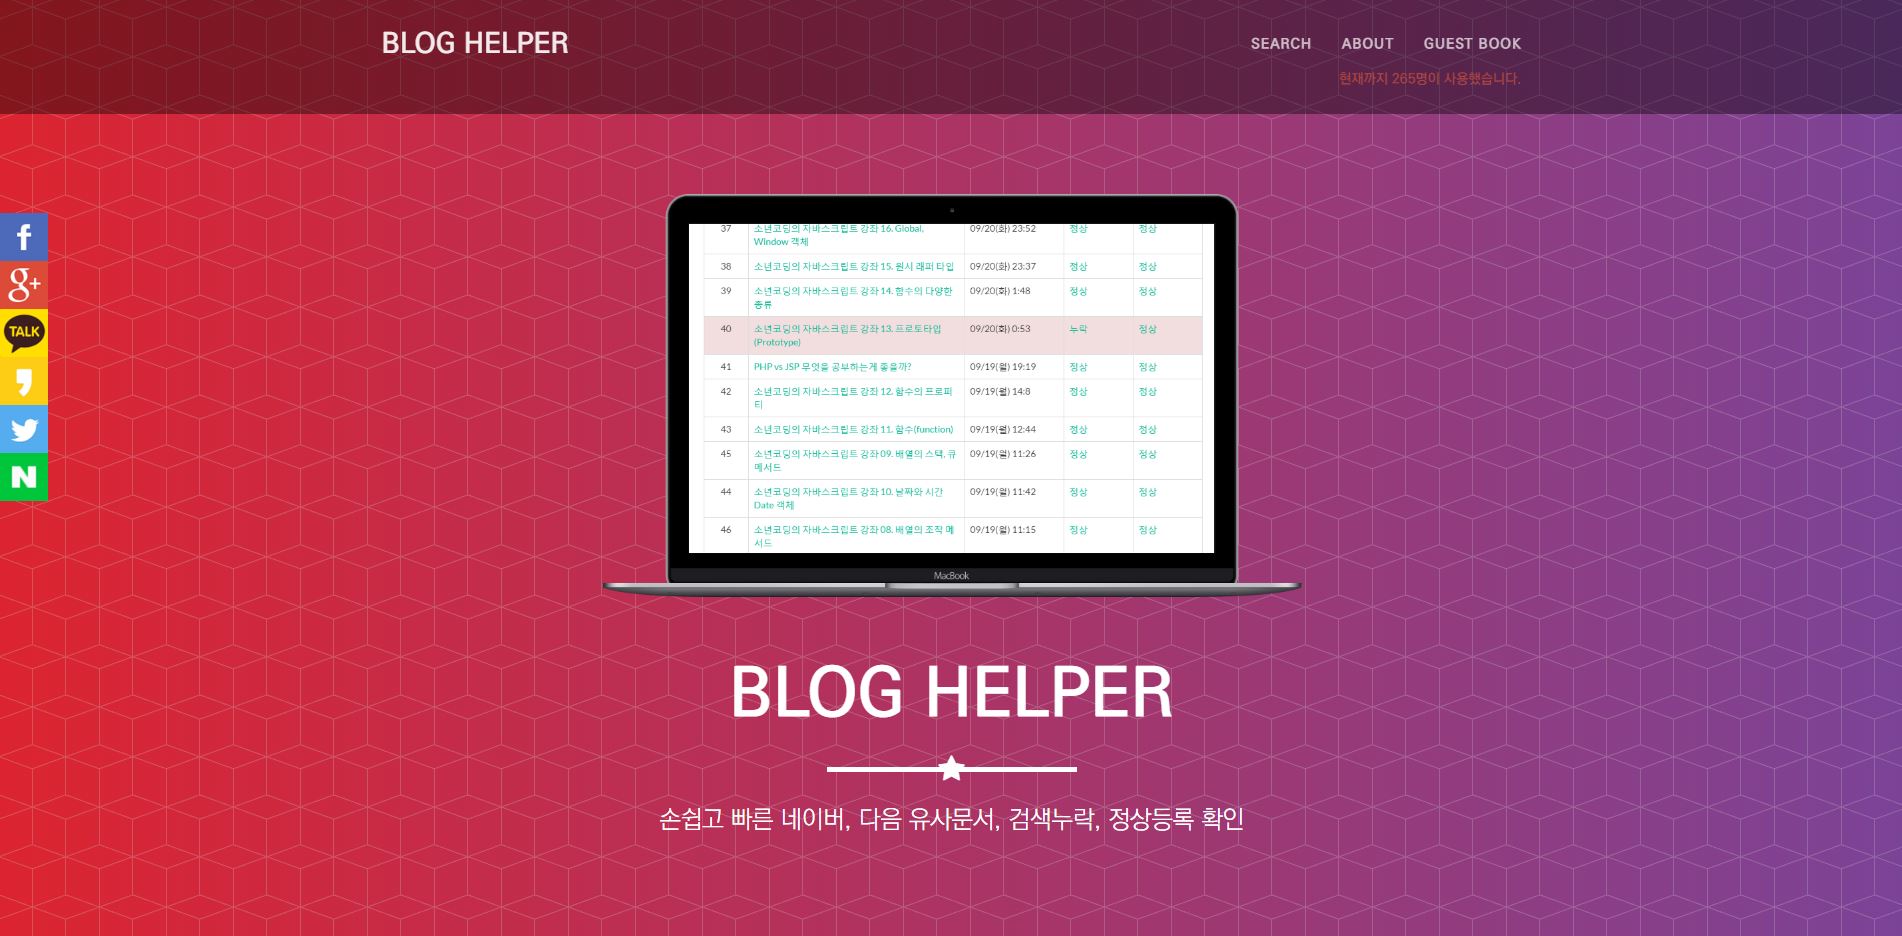 BLOG HELPER
SEARCH ABOUT GUEST BOOK
현재까지 265명이 사용했습니다.
f
g+
TALK
N
37 소년코딩의 자바스크립트 강좌 16. Global, 09/20(화) 23:52 정상 정상
Window 객체
38 소년코딩의 자바스크립트 강좌 15. 원시 래퍼 타입 09/20(화) 23:37 정상 정상
39 소년코딩의 자바스크립트 강좌 14. 함수의 다양한 09/20(화) 1:48 정상 정상
종류
40 소년코딩의 자바스크립트 강좌 13. 프로토타입 09/20(화) 0:53 누락 정상
(Prototype)
41 PHP vs JSP 무엇을 공부하는게 좋을까? 09/19(월) 19:19 정상 정상
42 소년코딩의 자바스크립트 강좌 12. 함수의 프로퍼 09/19(월) 14:8 정상 정상
티
43 소년코딩의 자바스크립트 강좌 11. 함수(function) 09/19(월) 12:44 정상 정상
45 소년코딩의 자바스크립트 강좌 09. 배열의 스택, 큐 09/19(월) 11:26 정상 정상
메서드
44 소년코딩의 자바스크립트 강좌 10. 날짜와 시간 09/19(월) 11:42 정상 정상
Date 객체
46 소년코딩의 자바스크립트 강좌 08. 배열의 조작 메 09/19(월) 11:15 정상 정상
서드
MacBook
BLOG HELPER
손쉽고 빠른 네이버, 다음 유사문서, 검색누락, 정상등록 확인